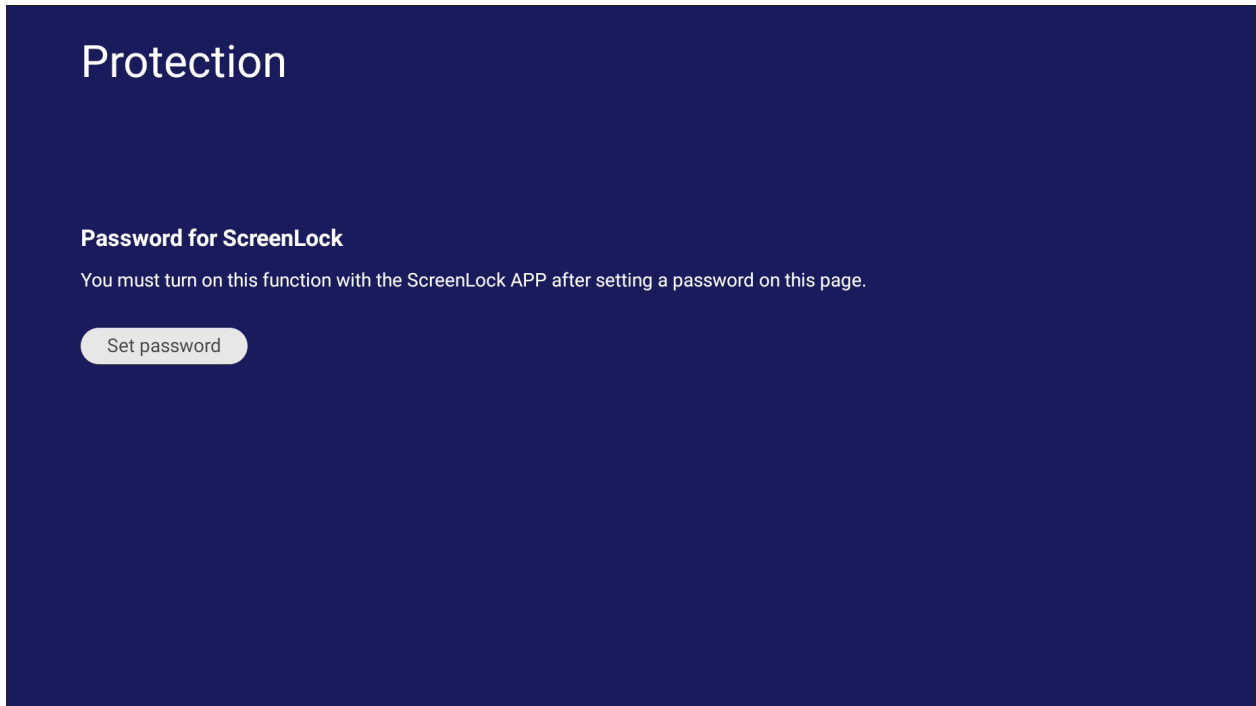 Protection
Password for ScreenLock
You must turn on this function with the ScreenLock APP after setting a password on this page.
Set password